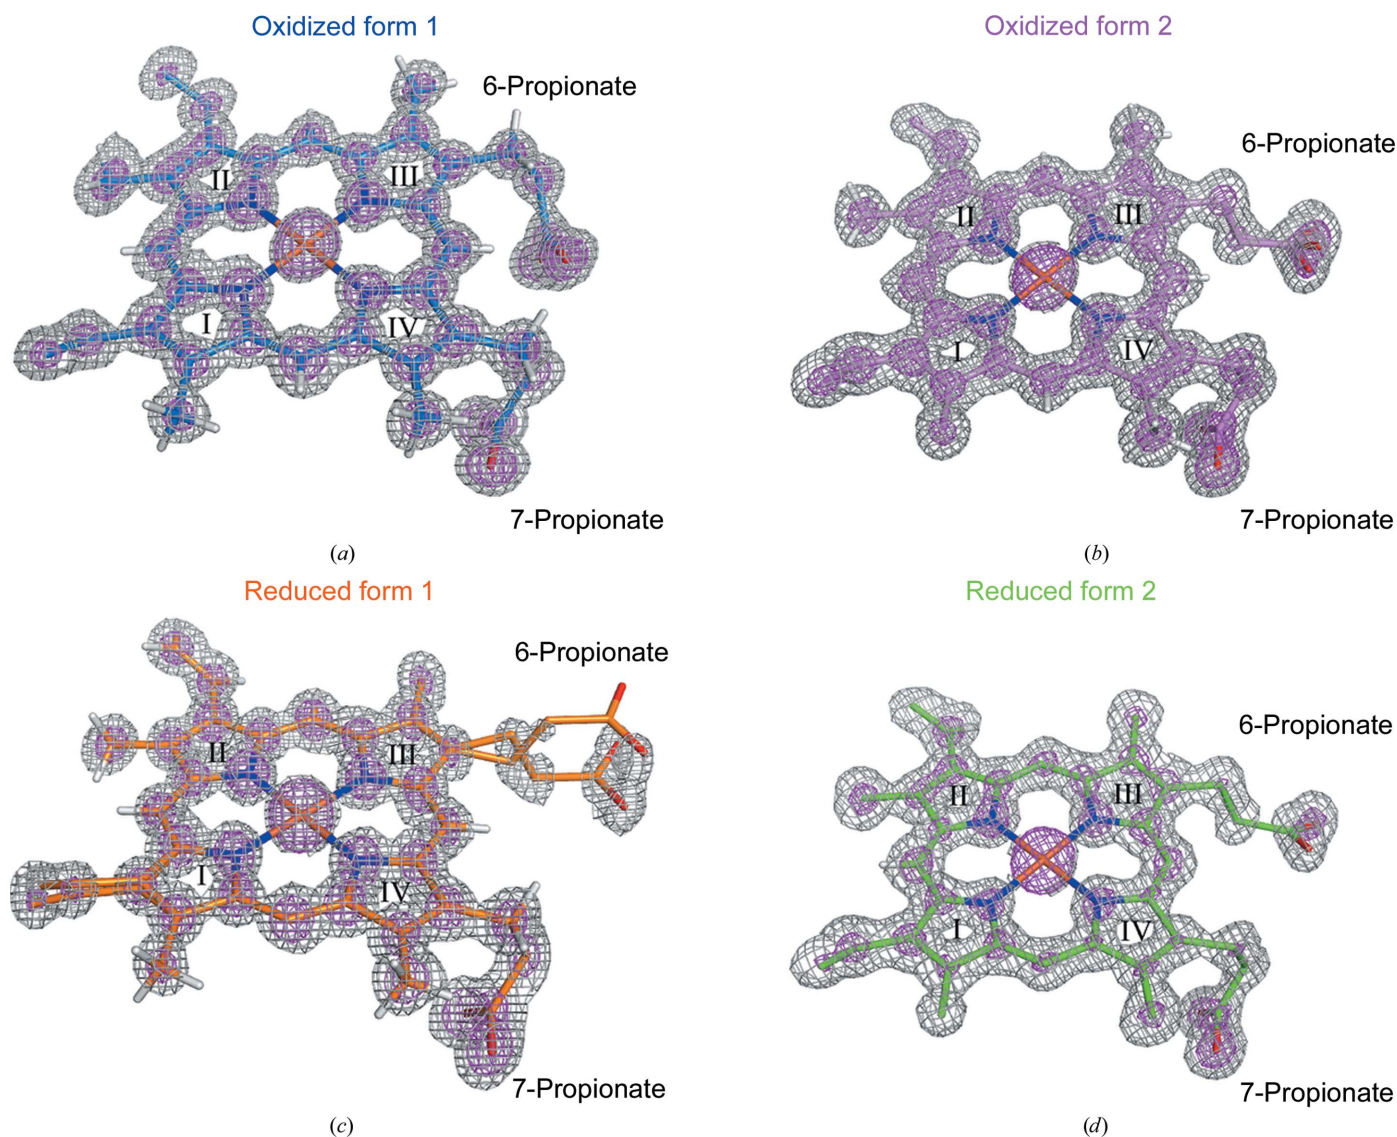 Oxidized form 1
6-Propionate
II
III
I
IV
7-Propionate
(a)
Oxidized form 2
6-Propionate
II
III
I
IV
7-Propionate
(b)
Reduced form 1
6-Propionate
II
III
I
IV
7-Propionate
(c)
Reduced form 2
6-Propionate
II
III
I
IV
7-Propionate
(d)